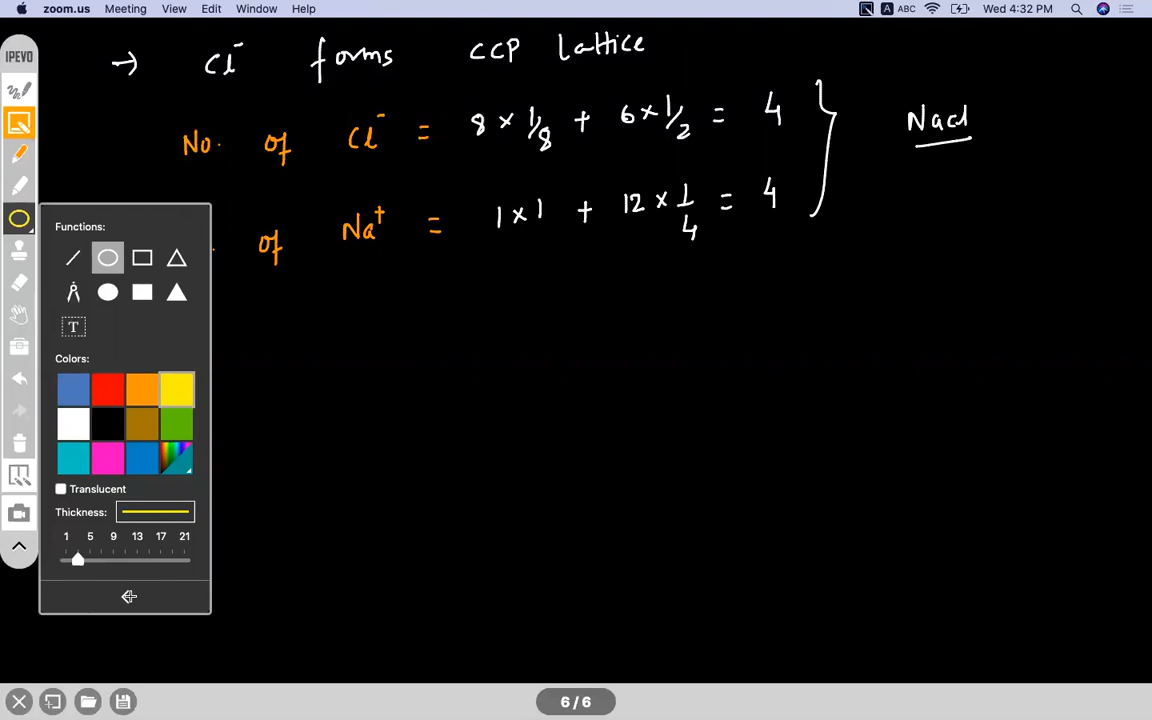 zoom.us Meeting View Edit Window Help A ABC Wed 4:32 PM
IPEVO
→ Cl⁻ forms CCP lattice
No. of Cl⁻ = 8 × 1/8 + 6 × 1/2 = 4
NaCl
of Na⁺ = 1 × 1 + 12 × 1/4 = 4
Functions:
T
Colors:
Translucent
Thickness:
1 5 9 13 17 21
6 / 6